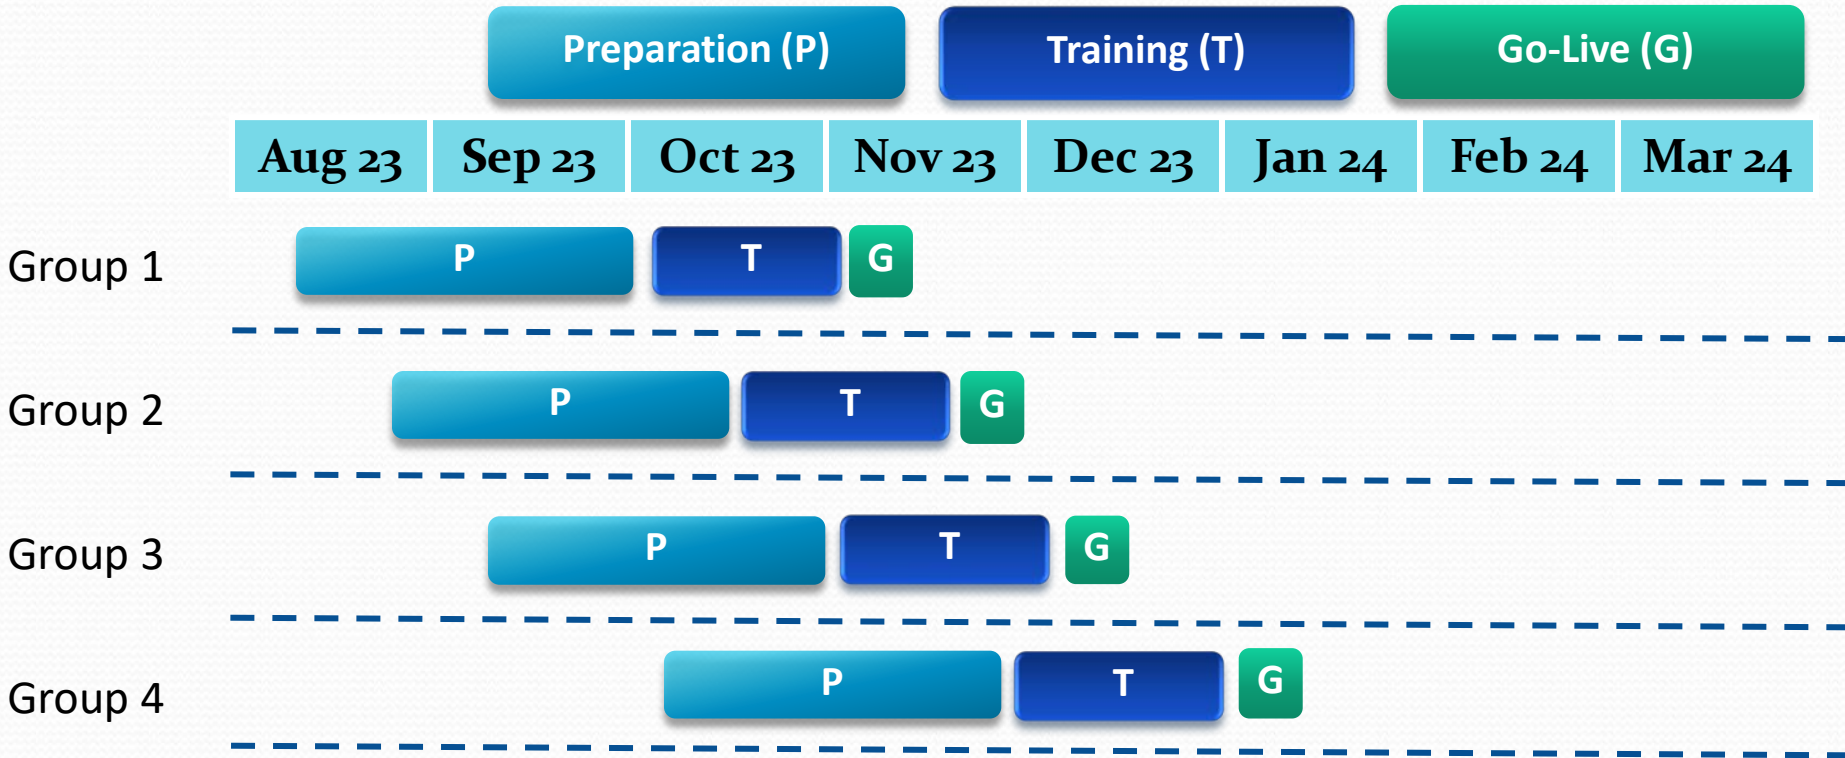 Preparation (P) Training (T) Go-Live (G)
Aug 23 Sep 23 Oct 23 Nov 23 Dec 23 Jan 24 Feb 24 Mar 24
Group 1 P T G
Group 2 P T G
Group 3 P T G
Group 4 P T G